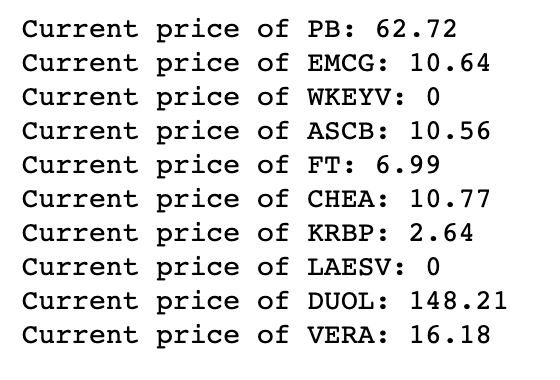 Current price of PB: 62.72
Current price of EMCG: 10.64
Current price of WKEYV: 0
Current price of ASCB: 10.56
Current price of FT: 6.99
Current price of CHEA: 10.77
Current price of KRBP: 2.64
Current price of LAESV: 0
Current price of DUOL: 148.21
Current price of VERA: 16.18